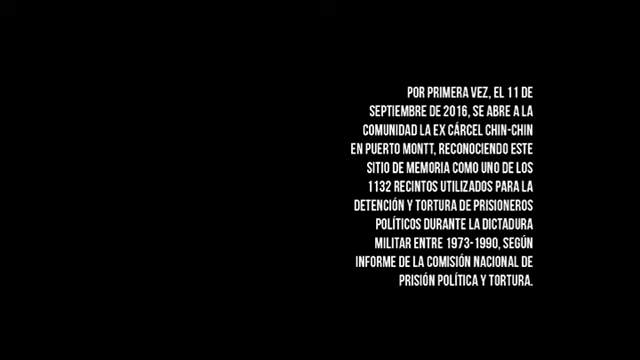 POR PRIMERA VEZ, EL 11 DE
SEPTIEMBRE DE 2016, SE ABRE A LA
COMUNIDAD LA EX CÁRCEL CHIN-CHIN
EN PUERTO MONTT, RECONOCIENDO ESTE
SITIO DE MEMORIA COMO UNO DE LOS
1132 RECINTOS UTILIZADOS PARA LA
DETENCIÓN Y TORTURA DE PRISIONEROS
POLÍTICOS DURANTE LA DICTADURA
MILITAR ENTRE 1973-1990, SEGÚN
INFORME DE LA COMISIÓN NACIONAL DE
PRISIÓN POLÍTICA Y TORTURA.